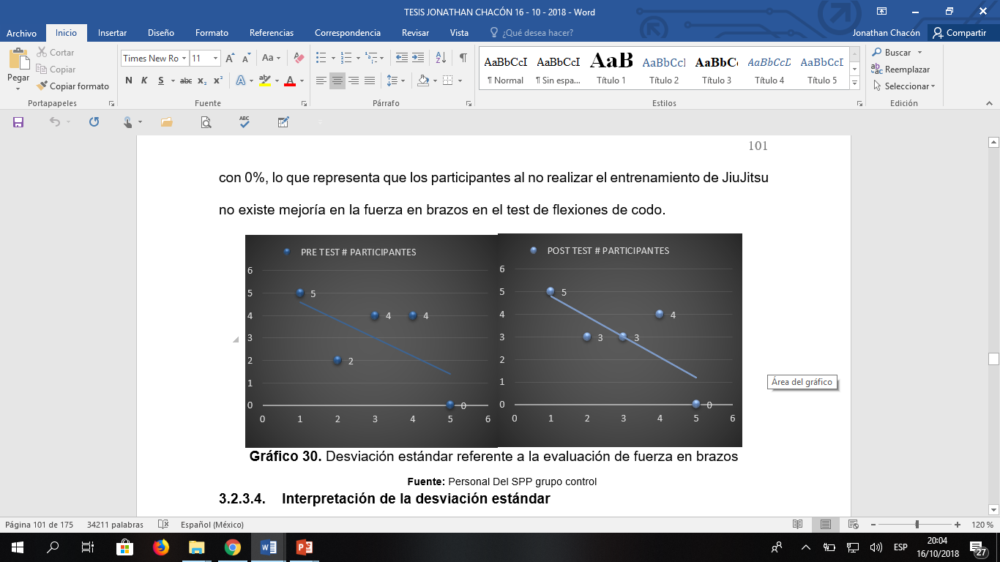 TESIS JONATHAN CHACÓN 16 - 10 - 2018 - Word
Archivo Inicio Insertar Diseño Formato Referencias Correspondencia Revisar Vista ¿Qué desea hacer? Jonathan Chacón Compartir
Pegar
Cortar
Copiar
Copiar formato
Portapapeles
Times New Ro 11 A A Aa
N K S abc x₂ x² A ab A
Fuente
Párrafo
AaBbCcI AaBbCcI AaB AaBbCcI AaBbCc AaBbCcD AaBbCcI
¶ Normal ¶ Sin espa... Título 1 Título 2 Título 3 Título 4 Título 5
Estilos
Buscar
Reemplazar
Seleccionar
Edición
ABC
101
con 0%, lo que representa que los participantes al no realizar el entrenamiento de JiuJitsu
no existe mejoría en la fuerza en brazos en el test de flexiones de codo.
PRE TEST # PARTICIPANTES
6
5
4
3
2
1
0
5
2
4
4
0
0 1 2 3 4 5 6
POST TEST # PARTICIPANTES
6
5
4
3
2
1
0
5
3
3
4
0
0 1 2 3 4 5 6
Área del gráfico
Gráfico 30. Desviación estándar referente a la evaluación de fuerza en brazos
Fuente: Personal Del SPP grupo control
3.2.3.4. Interpretación de la desviación estándar
Página 101 de 175 34211 palabras Español (México) 120 %
ESP
20:04
16/10/2018
27